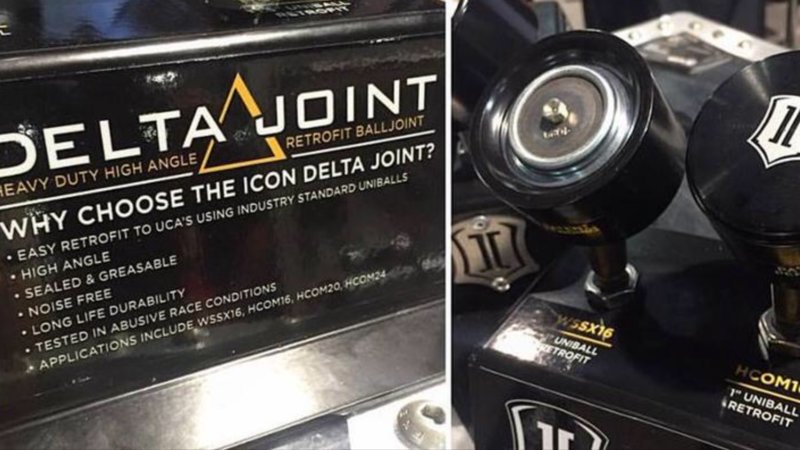 RETROFIT
DELTA JOINT
HEAVY DUTY HIGH ANGLE
RETROFIT BALLJOINT
WHY CHOOSE THE ICON DELTA JOINT?
• EASY RETROFIT TO UCA'S USING INDUSTRY STANDARD UNIBALLS
• HIGH ANGLE
• SEALED & GREASABLE
• NOISE FREE
• LONG LIFE DURABILITY
• TESTED IN ABUSIVE RACE CONDITIONS
• APPLICATIONS INCLUDE WSSX16, HCOM16, HCOM20, HCOM24
WSSX16
1" UNIBALL
RETROFIT
HCOM16
1" UNIBALL
RETROFIT